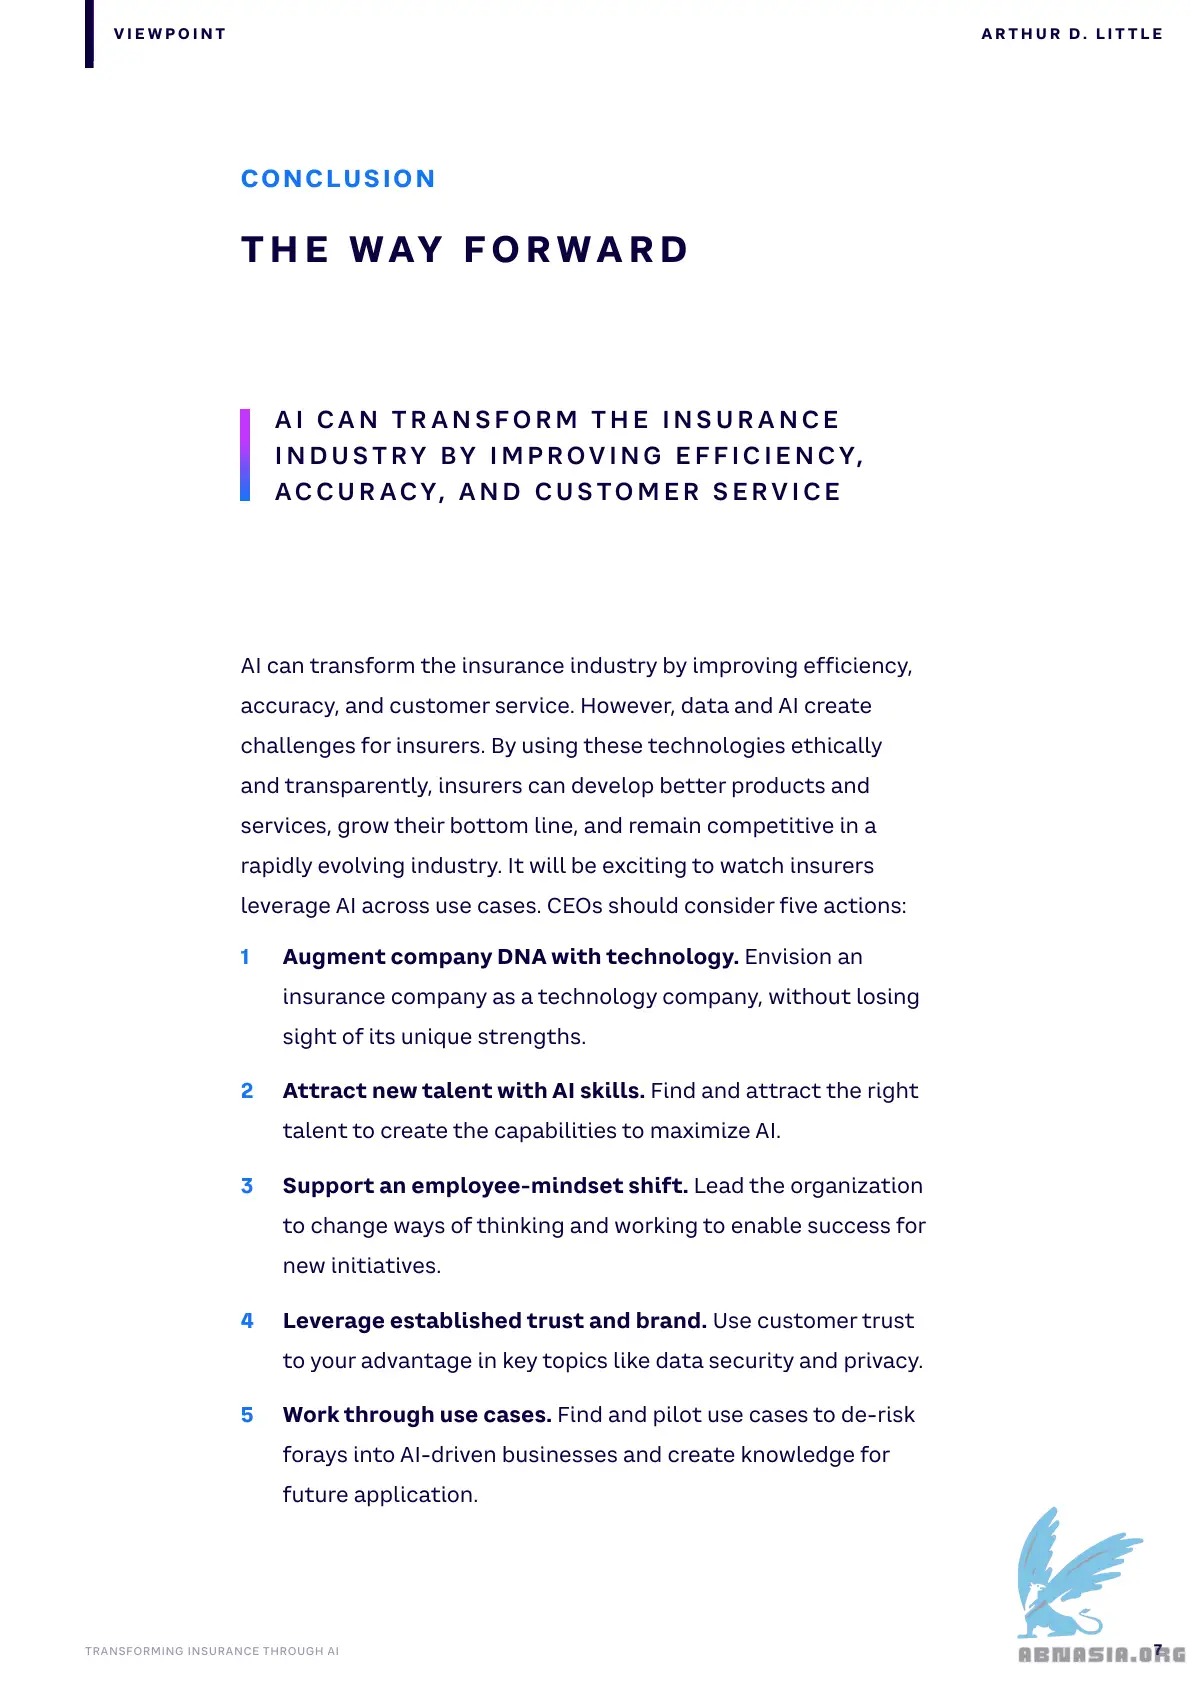 VIEWPOINT
ARTHUR D. LITTLE
CONCLUSION
THE WAY FORWARD
AI CAN TRANSFORM THE INSURANCE
INDUSTRY BY IMPROVING EFFICIENCY,
ACCURACY, AND CUSTOMER SERVICE
AI can transform the insurance industry by improving efficiency,
accuracy, and customer service. However, data and AI create
challenges for insurers. By using these technologies ethically
and transparently, insurers can develop better products and
services, grow their bottom line, and remain competitive in a
rapidly evolving industry. It will be exciting to watch insurers
leverage AI across use cases. CEOs should consider five actions:
1 Augment company DNA with technology. Envision an
insurance company as a technology company, without losing
sight of its unique strengths.
2 Attract new talent with AI skills. Find and attract the right
talent to create the capabilities to maximize AI.
3 Support an employee-mindset shift. Lead the organization
to change ways of thinking and working to enable success for
new initiatives.
4 Leverage established trust and brand. Use customer trust
to your advantage in key topics like data security and privacy.
5 Work through use cases. Find and pilot use cases to de-risk
forays into AI-driven businesses and create knowledge for
future application.
TRANSFORMING INSURANCE THROUGH AI
7
ABNASIA.ORG